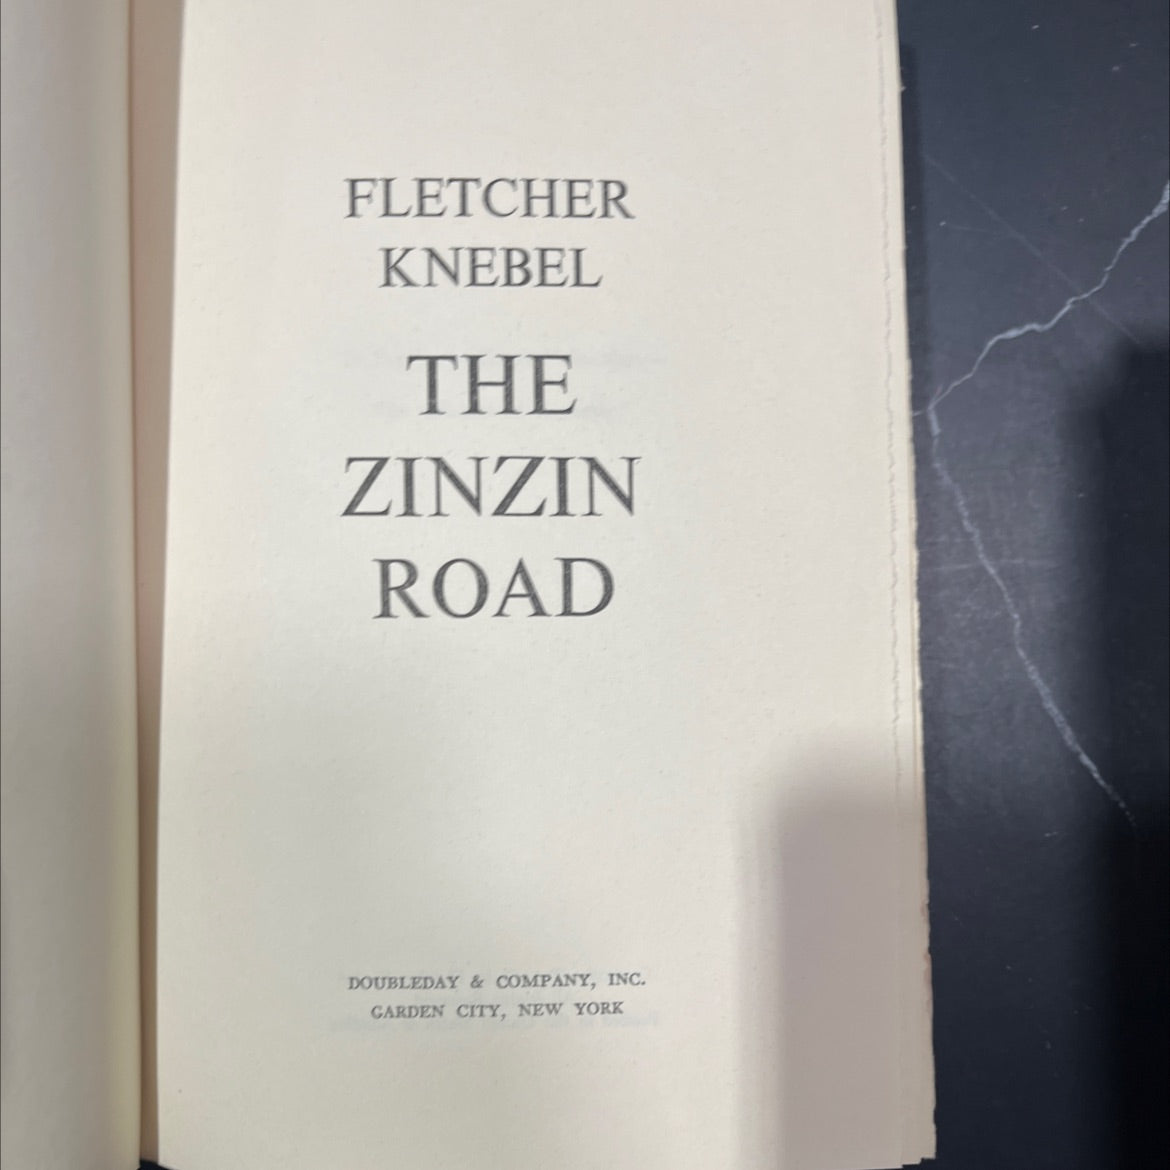 FLETCHER
KNEBEL
THE
ZINZIN
ROAD
DOUBLEDAY & COMPANY, INC.
GARDEN CITY, NEW YORK